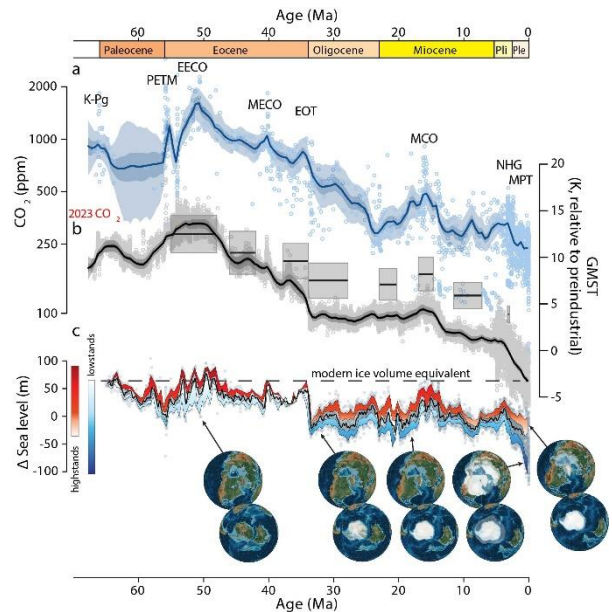 Age (Ma)
60 50 40 30 20 10 0
Paleocene Eocene Oligocene Miocene Pli Ple
a
2000
1000
500
250
100
CO2 (ppm)
K-Pg
PETM
EECO
MECO
EOT
MCO
NHG
MPT
2023 CO2
b
20
15
10
5
0
-5
GMST
(K, relative to preindustrial)
c
100
50
0
-50
-100
Δ Sea level (m)
highstands
lowstands
modern ice volume equivalent
60 50 40 30 20 10 0
Age (Ma)